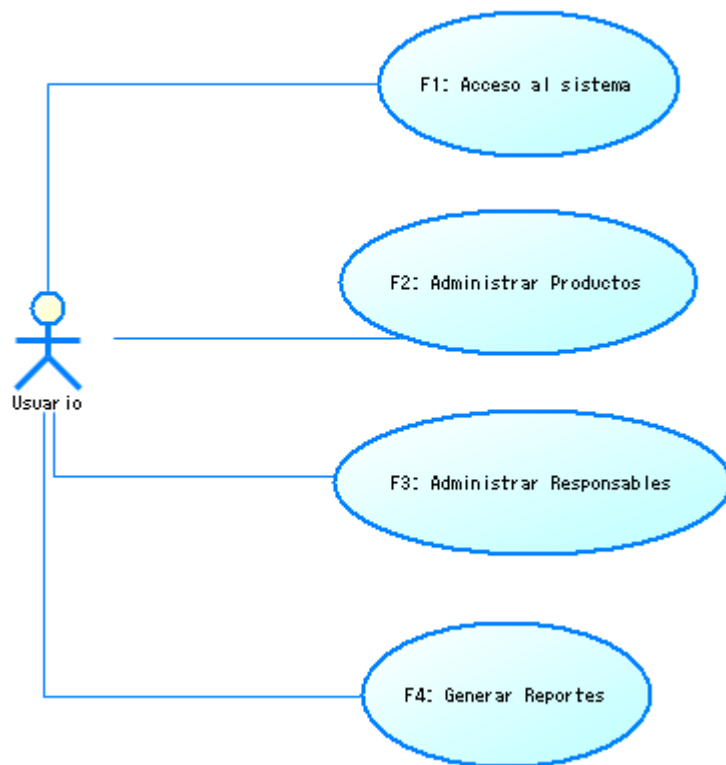 F1: Acceso al sistema
F2: Administrar Productos
Usuario
F3: Administrar Responsables
F4: Generar Reportes